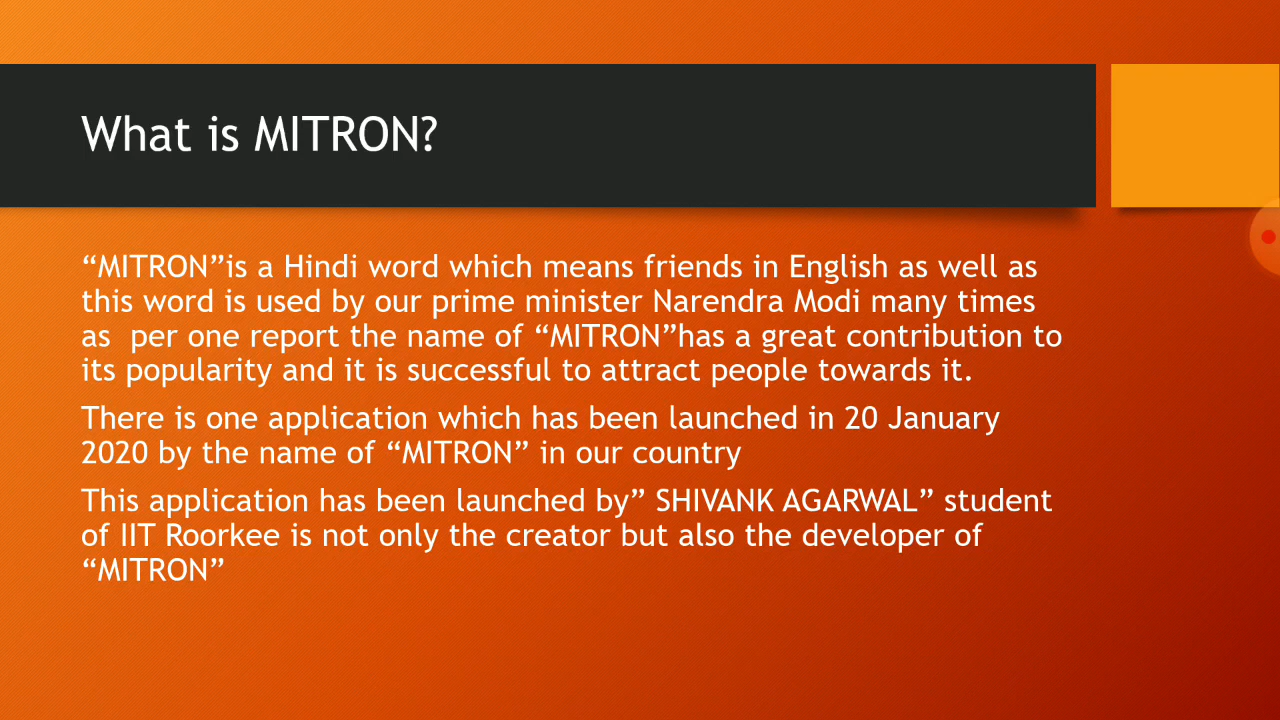 What is MITRON?
“MITRON”is a Hindi word which means friends in English as well as
this word is used by our prime minister Narendra Modi many times
as  per one report the name of “MITRON”has a great contribution to
its popularity and it is successful to attract people towards it.
There is one application which has been launched in 20 January
2020 by the name of “MITRON” in our country
This application has been launched by” SHIVANK AGARWAL” student
of IIT Roorkee is not only the creator but also the developer of
“MITRON”